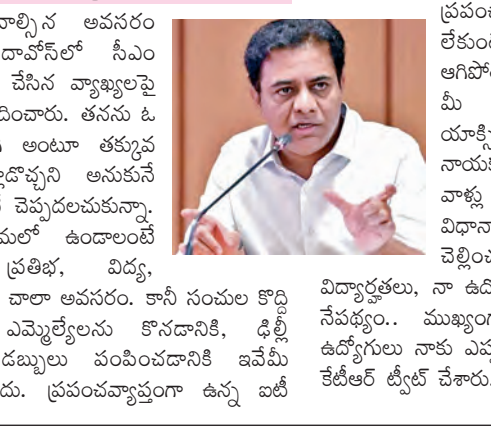 వాల్సిన అవసరం
దావోస్‌లో సీఎం
చేసిన వ్యాఖ్యలపై
దించారు. తనను ఓ
అంటూ తక్కువ
డొచ్చని అనుకునే
చెప్పదలచుకున్నా.
మలో ఉండాలంటే
ప్రతిభ, విద్య,
చాలా అవసరం. కానీ సంచుల కొద్ది
ఎమ్మెల్యేలను కొనడానికి, ఢిల్లీ
డబ్బులు పంపించడానికి ఇవేమీ
దు. ప్రపంచవ్యాప్తంగా ఉన్న ఐటీ
ప్రపంచ
లేకుం
ఆగిపో
మీ
యాక్సి
నాయక
వాళ్లు
విధానా
చెల్లించ
విద్యార్హతలు, నా ఉద
నేపథ్యం.. ముఖ్యంగ
ఉద్యోగులు నాకు ఎప్ప
కేటీఆర్ ట్వీట్ చేశారు